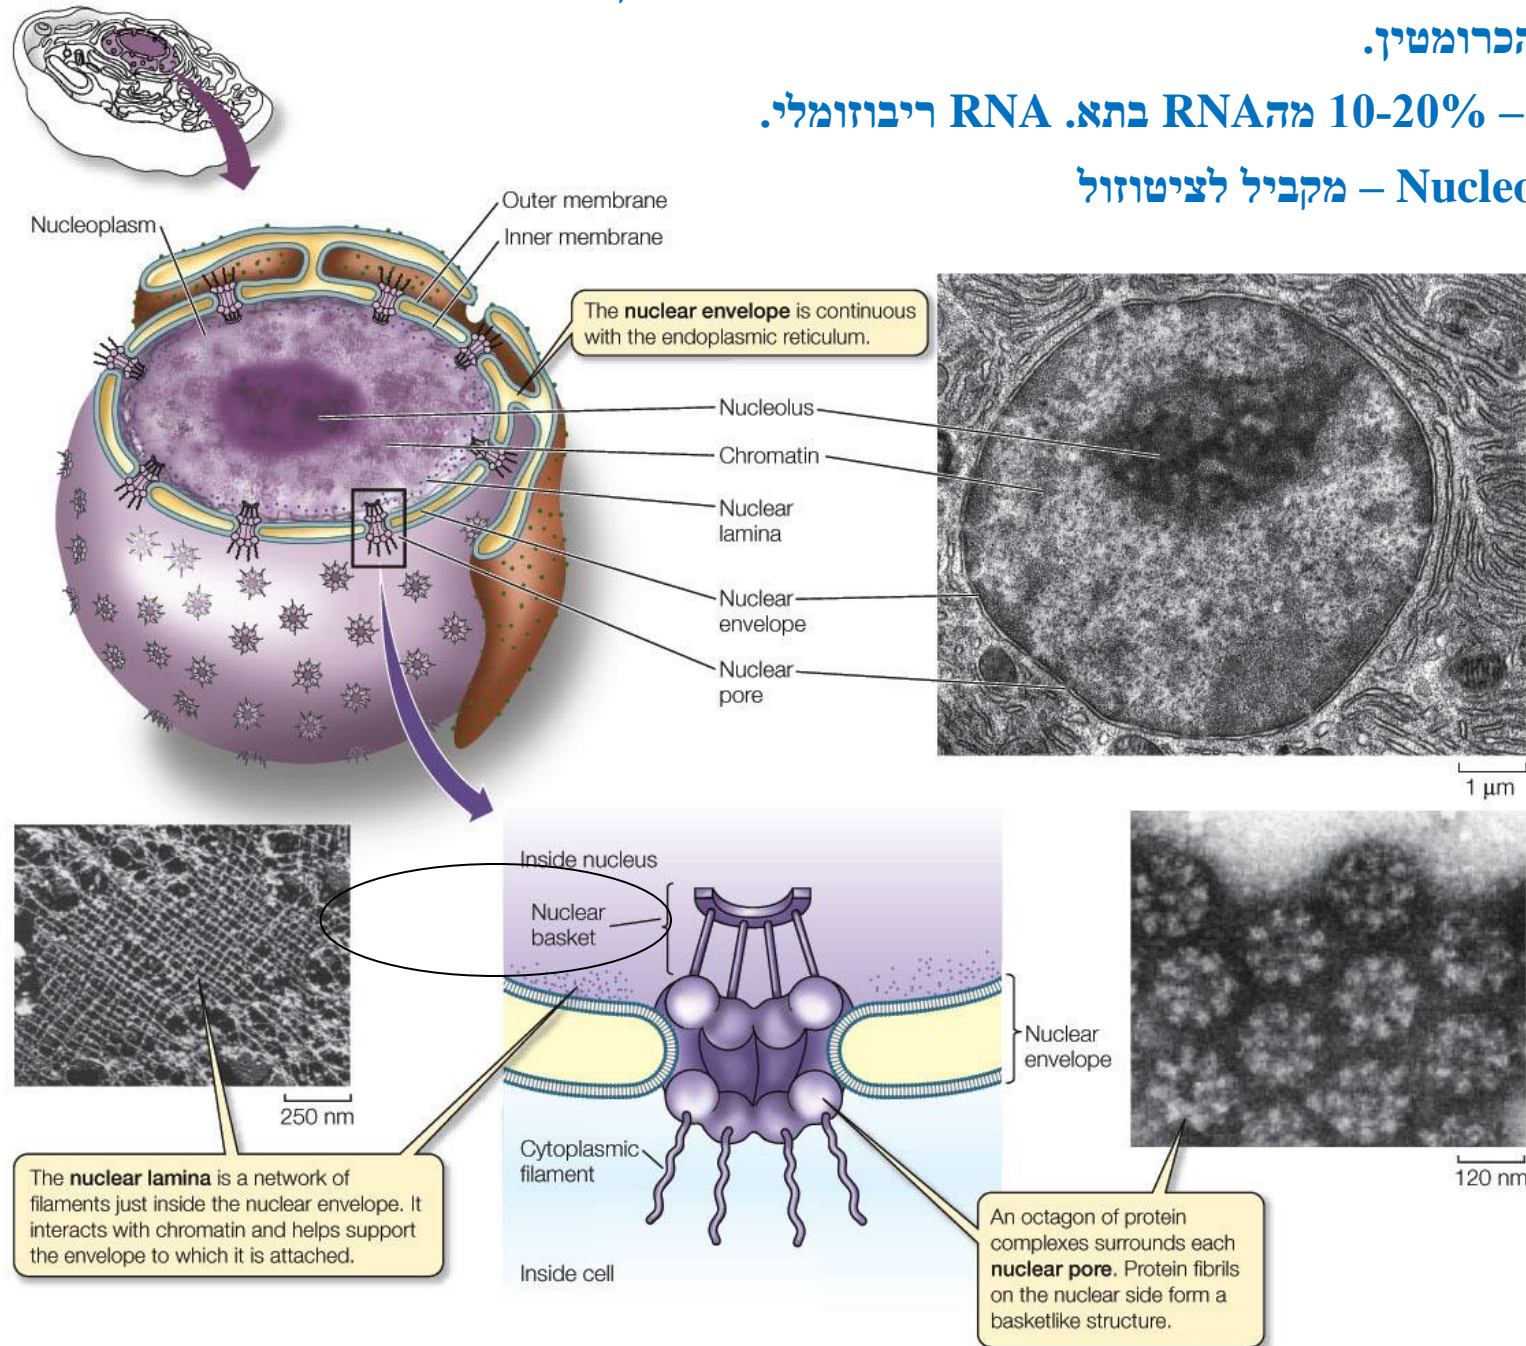 הכרומטין.
– 10-20% מהRNA בתא. RNA ריבוזומלי.
Nucleo – מקביל לציטוזול
Outer membrane
Nucleoplasm
Inner membrane
The nuclear envelope is continuous
with the endoplasmic reticulum.
Nucleolus
Chromatin
Nuclear
lamina
Nuclear
envelope
Nuclear
pore
1 µm
Inside nucleus
Nuclear
basket
Nuclear
envelope
250 nm
Cytoplasmic
filament
120 nm
The nuclear lamina is a network of
filaments just inside the nuclear envelope. It
interacts with chromatin and helps support
the envelope to which it is attached.
An octagon of protein
complexes surrounds each
nuclear pore. Protein fibrils
on the nuclear side form a
basketlike structure.
Inside cell